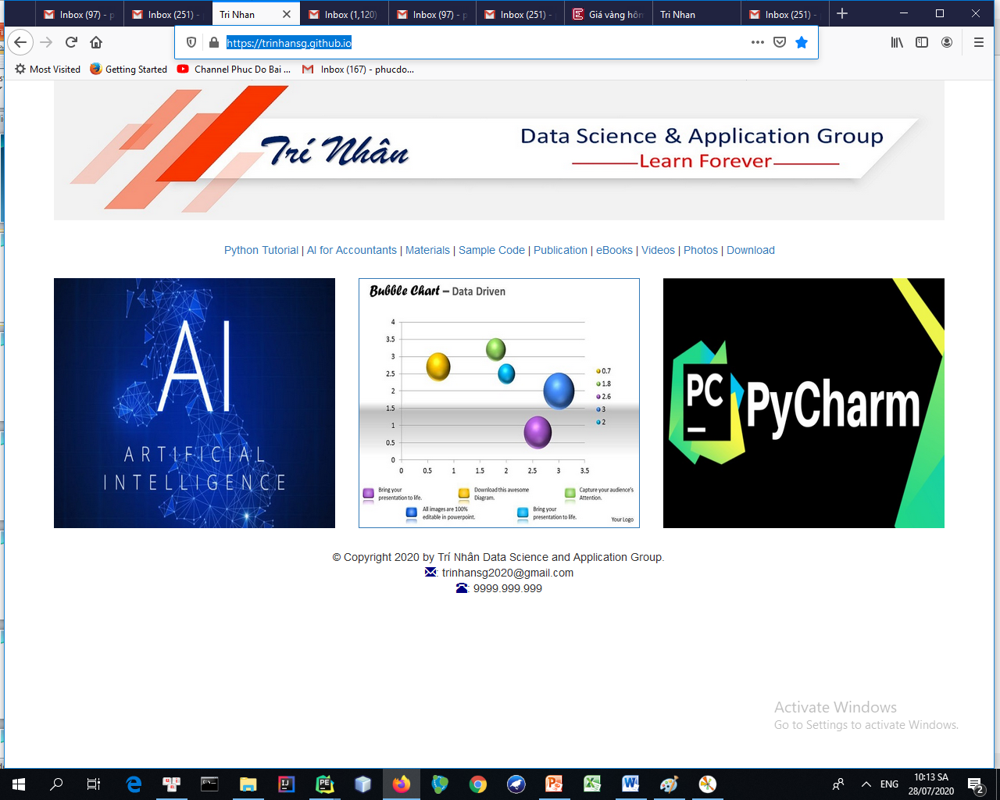 Inbox (97) - p
Inbox (251) -
Tri Nhan
Inbox (1,120)
Inbox (97) - p
Inbox (251) -
Giá vàng hôm
Tri Nhan
Inbox (251) -
https://trinhansg.github.io
Most Visited
Getting Started
Channel Phuc Do Bai ...
Inbox (167) - phucdo...
Trí Nhân
Data Science & Application Group
Learn Forever
Python Tutorial | AI for Accountants | Materials | Sample Code | Publication | eBooks | Videos | Photos | Download
AI
ARTIFICIAL
INTELLIGENCE
Bubble Chart – Data Driven
4
3.5
3
2.5
2
1.5
1
0.5
0
0 0.5 1 1.5 2 2.5 3 3.5
0.7
1.8
2.6
3
2
Bring your
presentation to life.
Download this awesome
Diagram.
Capture your audience's
Attention.
All images are 100%
editable in powerpoint.
Bring your
presentation to life.
Your Logo
PC
PyCharm
© Copyright 2020 by Trí Nhân Data Science and Application Group.
: trinhansg2020@gmail.com
: 9999.999.999
Activate Windows
Go to Settings to activate Windows.
ENG
10:13 SA
28/07/2020
2